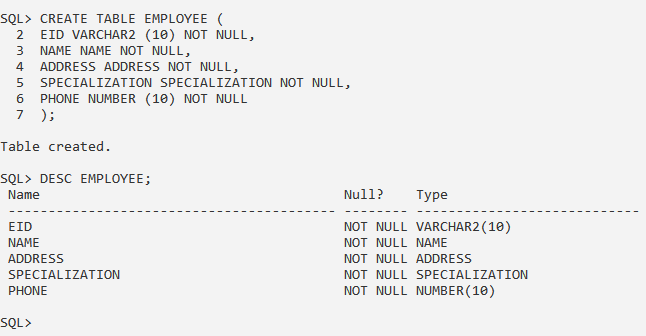 SQL> CREATE TABLE EMPLOYEE (
  2  EID VARCHAR2 (10) NOT NULL,
  3  NAME NAME NOT NULL,
  4  ADDRESS ADDRESS NOT NULL,
  5  SPECIALIZATION SPECIALIZATION NOT NULL,
  6  PHONE NUMBER (10) NOT NULL
  7  );
Table created.
SQL> DESC EMPLOYEE;
 Name                                      Null?    Type
 ----------------------------------------- -------- ----------------------------
 EID                                       NOT NULL VARCHAR2(10)
 NAME                                      NOT NULL NAME
 ADDRESS                                   NOT NULL ADDRESS
 SPECIALIZATION                            NOT NULL SPECIALIZATION
 PHONE                                     NOT NULL NUMBER(10)
SQL>